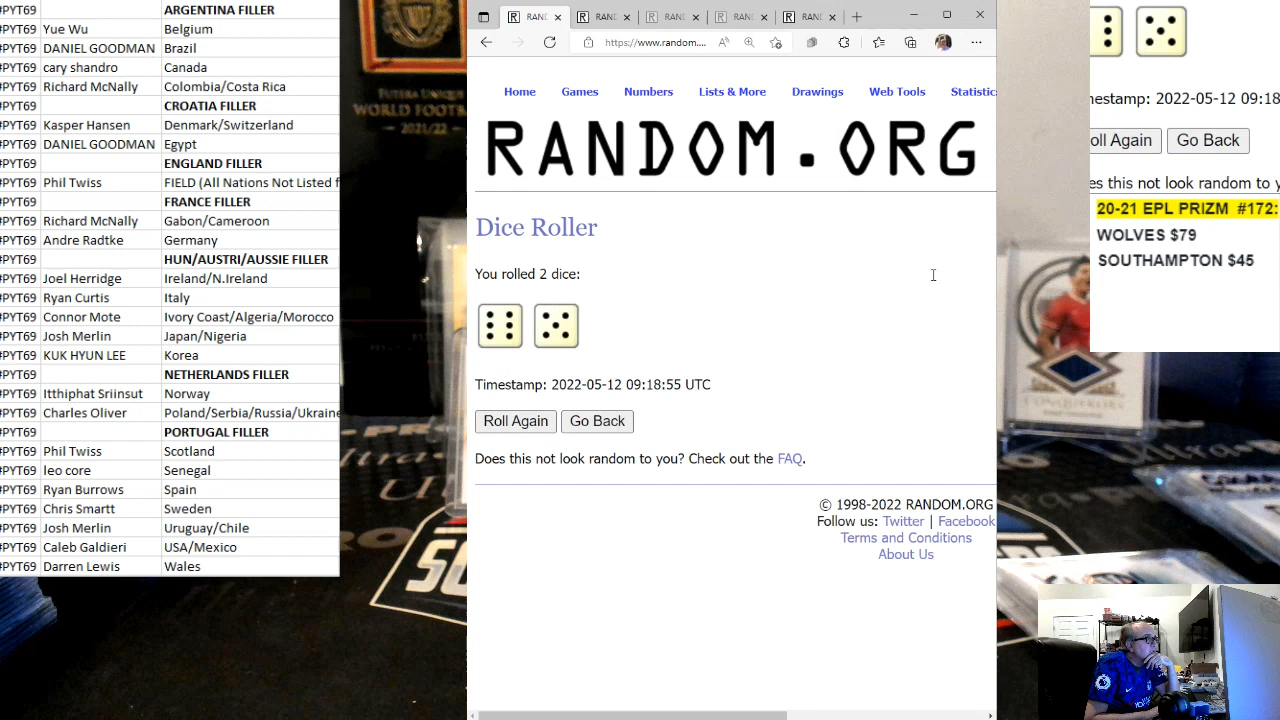 #PYT69 ARGENTINA FILLER
#PYT69 Yue Wu Belgium
#PYT69 DANIEL GOODMAN Brazil
#PYT69 cary shandro Canada
#PYT69 Richard McNally Colombia/Costa Rica
#PYT69 CROATIA FILLER
#PYT69 Kasper Hansen Denmark/Switzerland
#PYT69 DANIEL GOODMAN Egypt
#PYT69 ENGLAND FILLER
#PYT69 Phil Twiss FIELD (All Nations Not Listed f
#PYT69 FRANCE FILLER
#PYT69 Richard McNally Gabon/Cameroon
#PYT69 Andre Radtke Germany
#PYT69 HUN/AUSTRI/AUSSIE FILLER
#PYT69 Joel Herridge Ireland/N.Ireland
#PYT69 Ryan Curtis Italy
#PYT69 Connor Mote Ivory Coast/Algeria/Morocco
#PYT69 Josh Merlin Japan/Nigeria
#PYT69 KUK HYUN LEE Korea
#PYT69 NETHERLANDS FILLER
#PYT69 Itthiphat Sriinsut Norway
#PYT69 Charles Oliver Poland/Serbia/Russia/Ukraine
#PYT69 PORTUGAL FILLER
#PYT69 Phil Twiss Scotland
#PYT69 leo core Senegal
#PYT69 Ryan Burrows Spain
#PYT69 Chris Smartt Sweden
#PYT69 Josh Merlin Uruguay/Chile
#PYT69 Caleb Galdieri USA/Mexico
#PYT69 Darren Lewis Wales
FUTERA UNIQUE
WORLD FOOTB
2021/22
https://www.random....
Home Games Numbers Lists & More Drawings Web Tools Statistics
RANDOM.ORG
Dice Roller
You rolled 2 dice:
Timestamp: 2022-05-12 09:18:55 UTC
Roll Again Go Back
Does this not look random to you? Check out the FAQ.
© 1998-2022 RANDOM.ORG
Follow us: Twitter | Facebook
Terms and Conditions
About Us
mestamp: 2022-05-12 09:18
oll Again Go Back
es this not look random to y
20-21 EPL PRIZM #172:
WOLVES $79
SOUTHAMPTON $45